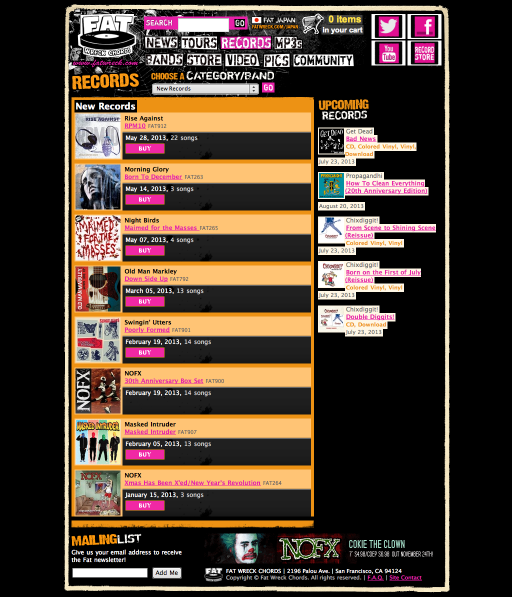 SEARCH
GO
FAT JAPAN
FATWRECK.COM/JAPAN
0 items
in your cart
FAT
WRECK CHORDS
www.fatwreck.com
NEWS TOURS RECORDS MP3s
BANDS STORE VIDEO PICS COMMUNITY
You Tube
RECORD STORE
RECORDS
CHOOSE A CATEGORY/BAND
New Records
GO
New Records
Rise Against
RPM10 FAT912
May 28, 2013, 22 songs
BUY
Morning Glory
Born To December FAT263
May 14, 2013, 3 songs
BUY
Night Birds
Maimed for the Masses FAT265
May 07, 2013, 4 songs
BUY
Old Man Markley
Down Side Up FAT792
March 05, 2013, 13 songs
BUY
Swingin' Utters
Poorly Formed FAT901
February 19, 2013, 14 songs
BUY
NOFX
30th Anniversary Box Set FAT900
February 19, 2013, 14 songs
Masked Intruder
Masked Intruder FAT907
February 05, 2013, 13 songs
BUY
NOFX
Xmas Has Been X'ed/New Year's Revolution FAT264
January 15, 2013, 3 songs
BUY
UPCOMING
RECORDS
Get Dead
Bad News
CD, Colored Vinyl, Vinyl,
Download
July 23, 2013
Propagandhi
How To Clean Everything
(20th Anniversary Edition)
August 20, 2013
Chixdiggit!
From Scene to Shining Scene
(Reissue)
Colored Vinyl, Vinyl
July 23, 2013
Chixdiggit!
Born on the First of July
(Reissue)
Colored Vinyl, Vinyl
July 23, 2013
Chixdiggit!
Double Diggits!
CD, Download
July 23, 2013
MAILINGLIST
Give us your email address to receive
the Fat newsletter!
Add Me
NOFX
COKIE THE CLOWN
FAT WRECK CHORDS | 2196 Palou Ave. | San Francisco, CA 94124
Copyright © Fat Wreck Chords. All rights reserved. | F.A.Q. | Site Contact